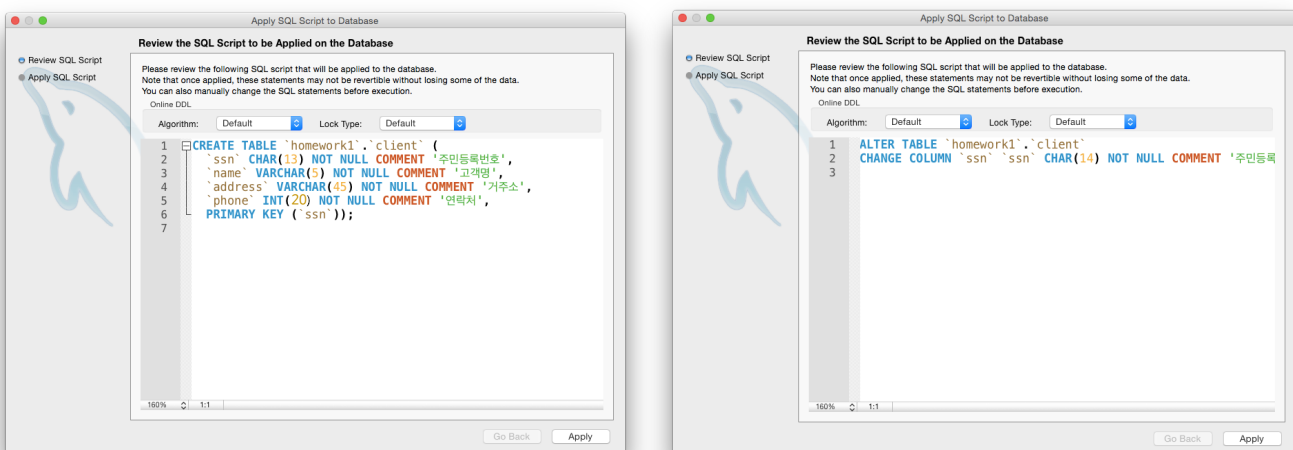 Apply SQL Script to Database
Review the SQL Script to be Applied on the Database
Review SQL Script
Apply SQL Script
Please review the following SQL script that will be applied to the database.
Note that once applied, these statements may not be revertible without losing some of the data.
You can also manually change the SQL statements before execution.
Online DDL
Algorithm: Default Lock Type: Default
1 CREATE TABLE `homework1`.`client` (
2 `ssn` CHAR(13) NOT NULL COMMENT '주민등록번호',
3 `name` VARCHAR(5) NOT NULL COMMENT '고객명',
4 `address` VARCHAR(45) NOT NULL COMMENT '거주소',
5 `phone` INT(20) NOT NULL COMMENT '연락처',
6 PRIMARY KEY (`ssn`));
7
160% 1:1
Go Back Apply
Apply SQL Script to Database
Review the SQL Script to be Applied on the Database
Review SQL Script
Apply SQL Script
Please review the following SQL script that will be applied to the database.
Note that once applied, these statements may not be revertible without losing some of the data.
You can also manually change the SQL statements before execution.
Online DDL
Algorithm: Default Lock Type: Default
1 ALTER TABLE `homework1`.`client`
2 CHANGE COLUMN `ssn` `ssn` CHAR(14) NOT NULL COMMENT '주민등록
3
160% 1:1
Go Back Apply